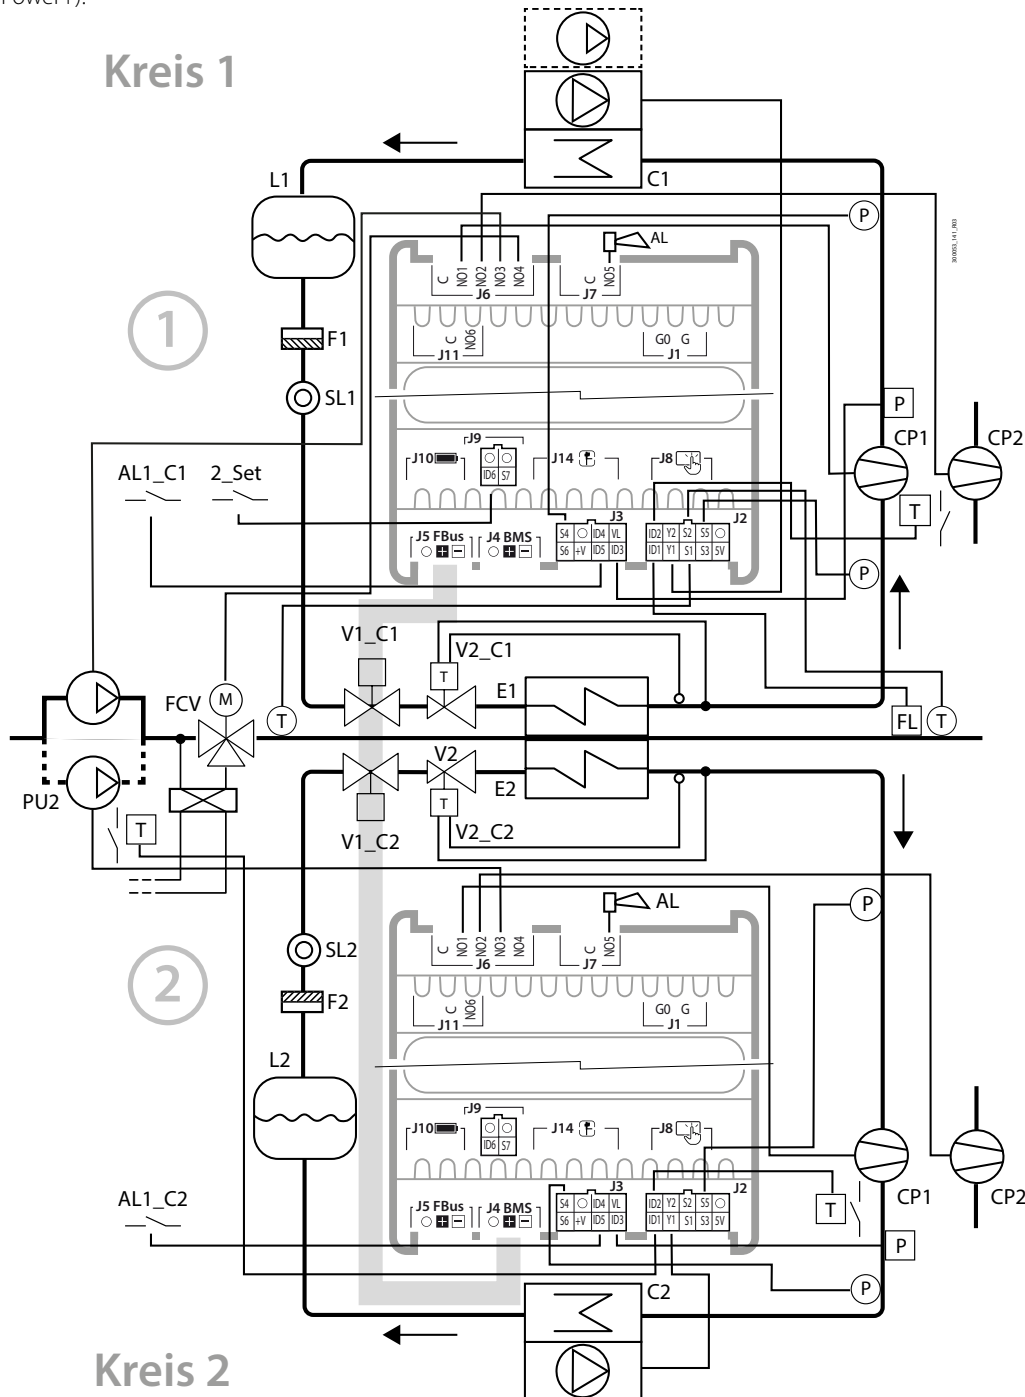 Power+).
Kreis 1
C1
L1
P
300053_141_R03
AL
C NO1 NO2 NO3 NO4
J6
C NO5
J7
1
F1
C NO6
J11
G0 G
J1
SL1
P
CP1
CP2
J9
J10
ID6 S7
J14
J8
AL1_C1
2_Set
T
J3
J2
J5 FBus
J4 BMS
S4 ID4 VL
S6 +V ID5 ID3
ID2 Y2 S2 S5
ID1 Y1 S1 S3 5V
P
V1_C1
V2_C1
T
E1
FCV
M
T
FL
T
V2
E2
PU2
T
T
V1_C2
V2_C2
AL
P
C NO1 NO2 NO3 NO4
J6
C NO5
J7
SL2
2
F2
C NO6
J11
G0 G
J1
L2
J9
J10
ID6 S7
J14
J8
CP1
CP2
AL1_C2
T
J3
J2
J5 FBus
J4 BMS
S4 ID4 VL
S6 +V ID5 ID3
ID2 Y2 S2 S5
ID1 Y1 S1 S3 5V
P
C2
P
Kreis 2